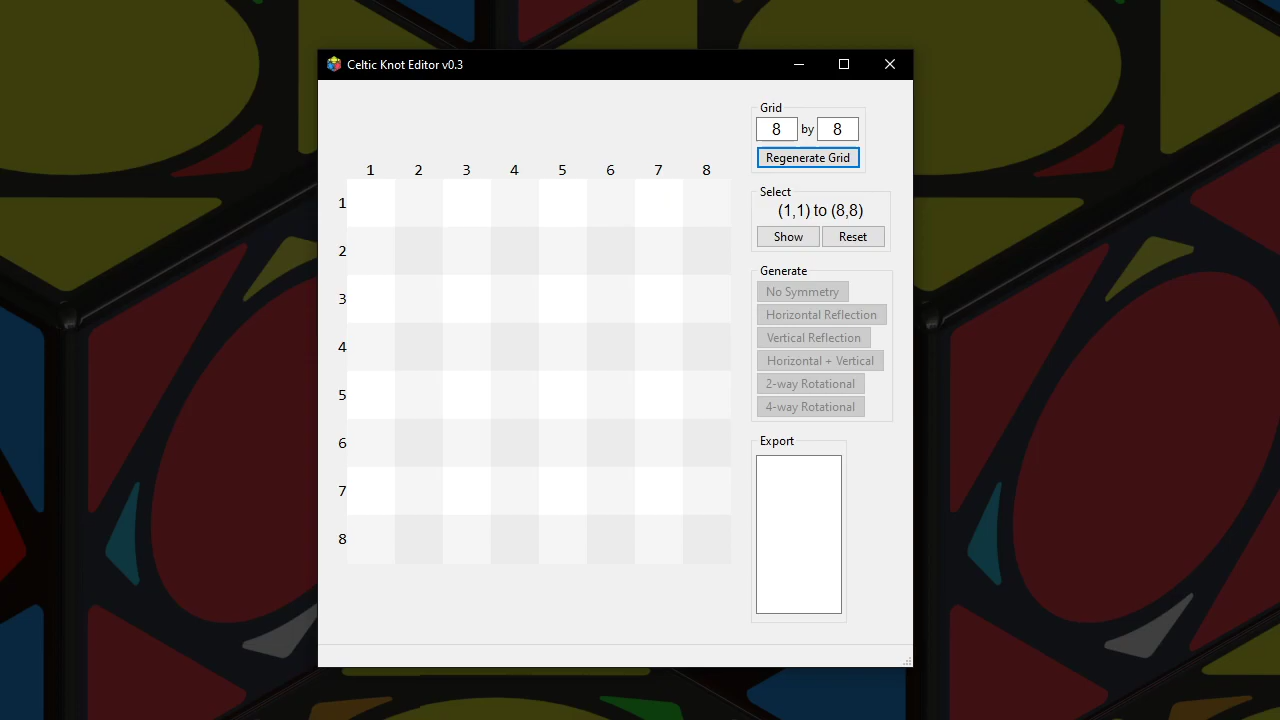 Celtic Knot Editor v0.3
Grid
8 by 8
Regenerate Grid
1 2 3 4 5 6 7 8
1
2
3
4
5
6
7
8
Select
(1,1) to (8,8)
Show Reset
Generate
No Symmetry
Horizontal Reflection
Vertical Reflection
Horizontal + Vertical
2-way Rotational
4-way Rotational
Export